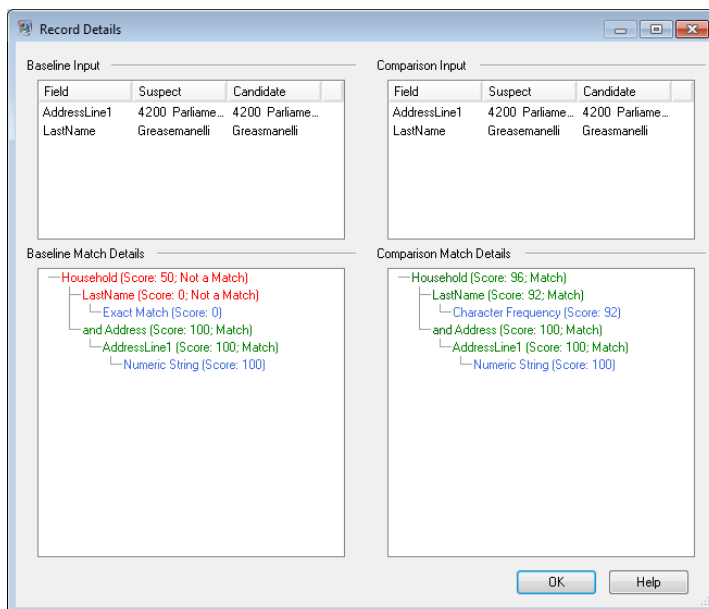 Record Details
Baseline Input
Field Suspect Candidate
AddressLine1 4200 Parliame... 4200 Parliame...
LastName Greasemanelli Greasmanelli
Comparison Input
Field Suspect Candidate
AddressLine1 4200 Parliame... 4200 Parliame...
LastName Greasemanelli Greasmanelli
Baseline Match Details
Household (Score: 50; Not a Match)
LastName (Score: 0; Not a Match)
Exact Match (Score: 0)
and Address (Score: 100; Match)
AddressLine1 (Score: 100; Match)
Numeric String (Score: 100)
Comparison Match Details
Household (Score: 96; Match)
LastName (Score: 92; Match)
Character Frequency (Score: 92)
and Address (Score: 100; Match)
AddressLine1 (Score: 100; Match)
Numeric String (Score: 100)
OK Help